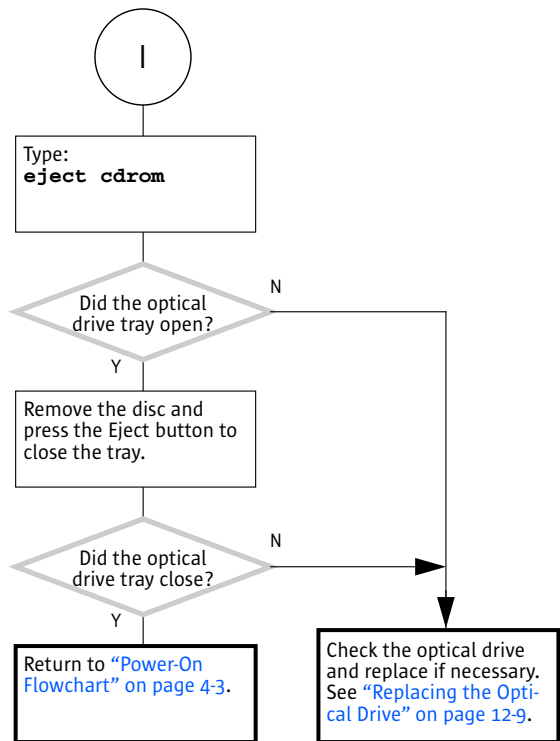 I
Type:
eject cdrom
Did the optical
drive tray open?
N
Y
Remove the disc and
press the Eject button to
close the tray.
Did the optical
drive tray close?
N
Y
Return to “Power-On
Flowchart” on page 4-3.
Check the optical drive
and replace if necessary.
See “Replacing the Opti-
cal Drive” on page 12-9.